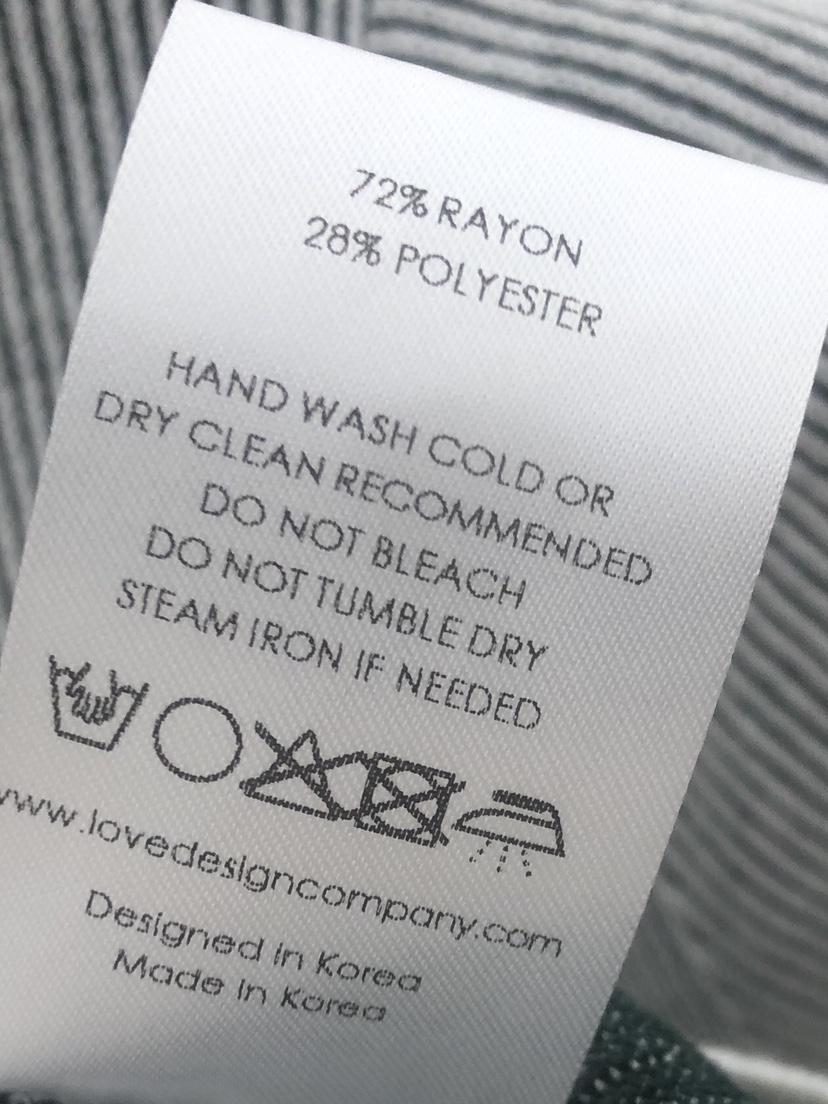 72% RAYON
28% POLYESTER
HAND WASH COLD OR
DRY CLEAN RECOMMENDED
DO NOT BLEACH
DO NOT TUMBLE DRY
STEAM IRON IF NEEDED
www.lovedesigncompany.com
Designed in Korea
Made in Korea